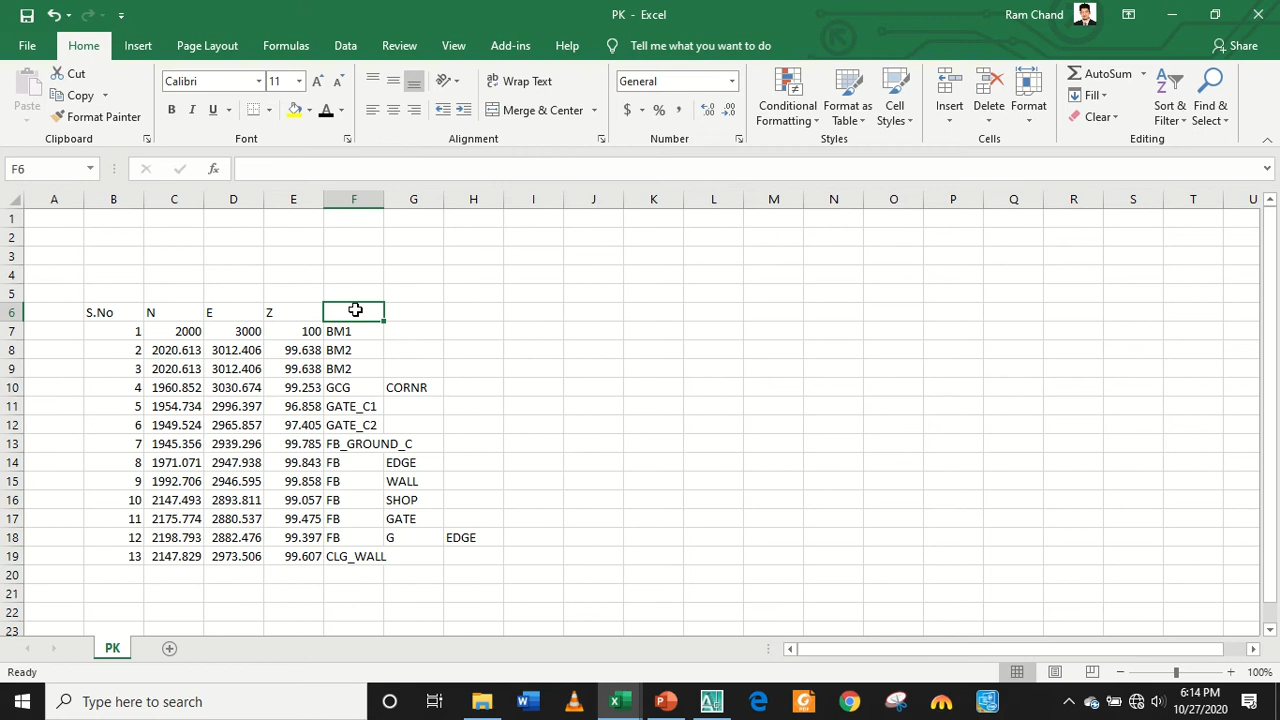 PK - Excel
Ram Chand
File Home Insert Page Layout Formulas Data Review View Add-ins Help Tell me what you want to do Share
Paste
Cut
Copy
Format Painter
Clipboard
Calibri 11
B I U
Font
Wrap Text
Merge & Center
Alignment
General
$ % ,
Number
Conditional Formatting
Format as Table
Cell Styles
Styles
Insert Delete Format
Cells
AutoSum
Fill
Clear
Sort & Filter
Find & Select
Editing
F6 fx
A B C D E F G H I J K L M N O P Q R S T U
1
2
3
4
5
6 S.No N E Z
7 1 2000 3000 100 BM1
8 2 2020.613 3012.406 99.638 BM2
9 3 2020.613 3012.406 99.638 BM2
10 4 1960.852 3030.674 99.253 GCG CORNR
11 5 1954.734 2996.397 96.858 GATE_C1
12 6 1949.524 2965.857 97.405 GATE_C2
13 7 1945.356 2939.296 99.785 FB_GROUND_C
14 8 1971.071 2947.938 99.843 FB EDGE
15 9 1992.706 2946.595 99.858 FB WALL
16 10 2147.493 2893.811 99.057 FB SHOP
17 11 2175.774 2880.537 99.475 FB GATE
18 12 2198.793 2882.476 99.397 FB G EDGE
19 13 2147.829 2973.506 99.607 CLG_WALL
20
21
22
23
PK
Ready
100%
Type here to search
6:14 PM
10/27/2020